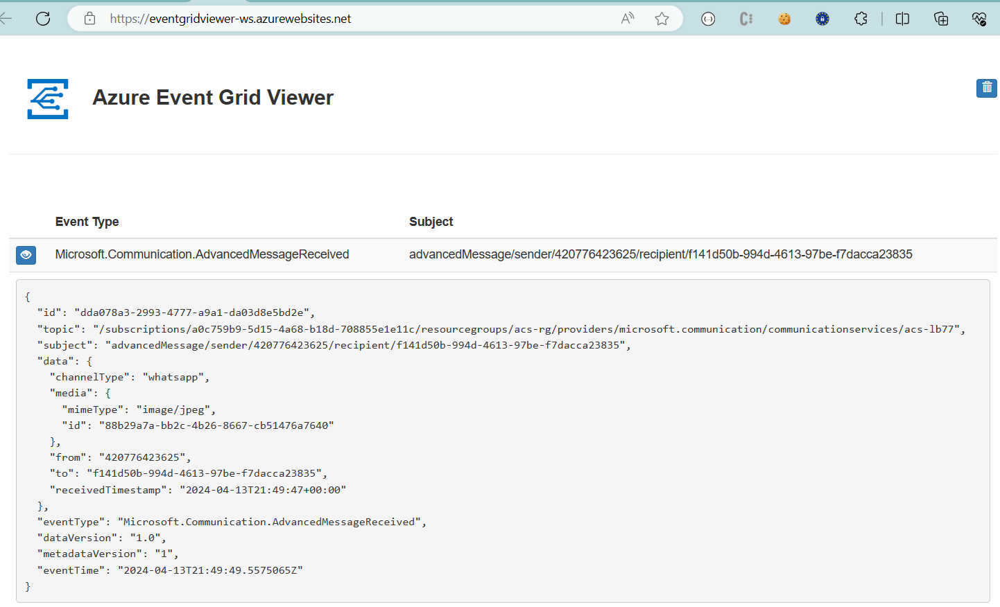 https://eventgridviewer-ws.azurewebsites.net
Azure Event Grid Viewer
Event Type Subject
Microsoft.Communication.AdvancedMessageReceived advancedMessage/sender/420776423625/recipient/f141d50b-994d-4613-97be-f7dacca23835
{
"id": "dda078a3-2993-4777-a9a1-da03d8e5bd2e",
"topic": "/subscriptions/a0c759b9-5d15-4a68-b18d-708855e1e11c/resourcegroups/acs-rg/providers/microsoft.communication/communicationservices/acs-lb77",
"subject": "advancedMessage/sender/420776423625/recipient/f141d50b-994d-4613-97be-f7dacca23835",
"data": {
"channelType": "whatsapp",
"media": {
"mimeType": "image/jpeg",
"id": "88b29a7a-bb2c-4b26-8667-cb51476a7640"
},
"from": "420776423625",
"to": "f141d50b-994d-4613-97be-f7dacca23835",
"receivedTimestamp": "2024-04-13T21:49:47+00:00"
},
"eventType": "Microsoft.Communication.AdvancedMessageReceived",
"dataVersion": "1.0",
"metadataVersion": "1",
"eventTime": "2024-04-13T21:49:49.5575065Z"
}